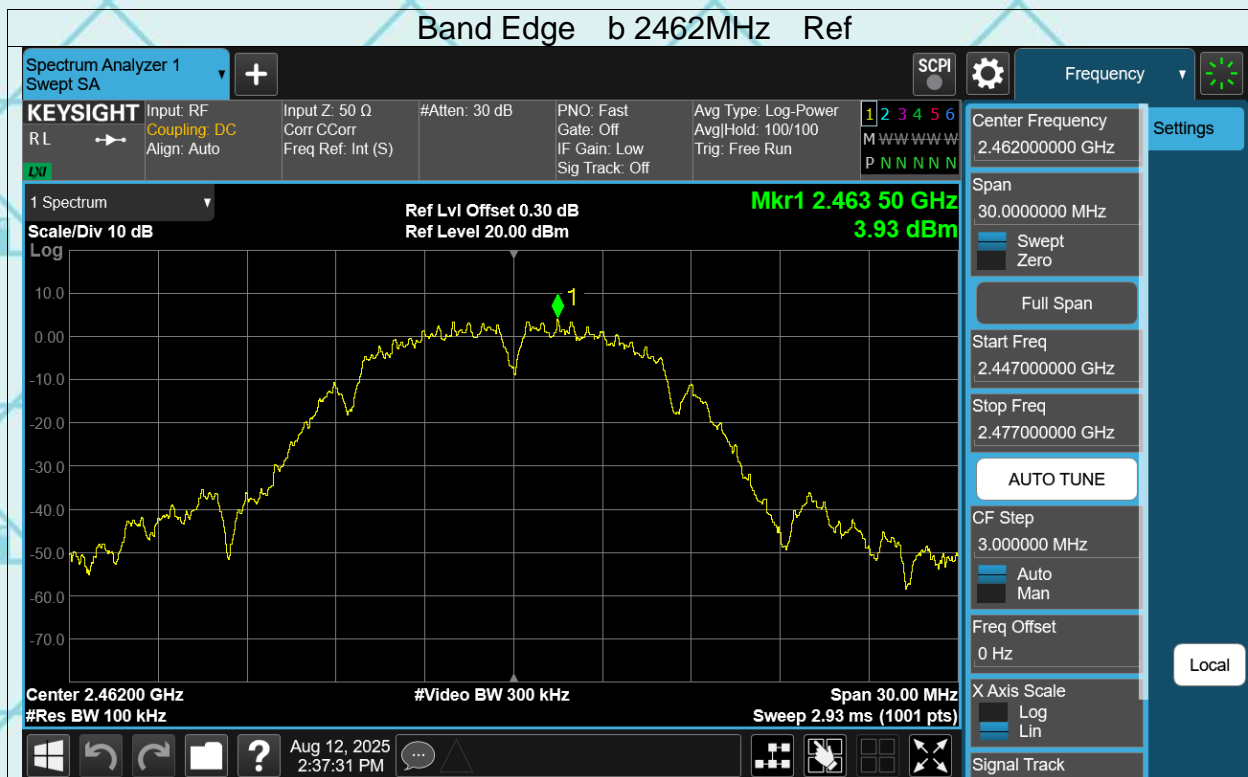 Band Edge b 2462MHz Ref
Spectrum Analyzer 1
Swept SA
+
SCPI
Frequency
KEYSIGHT
R L
LXI
Input: RF
Coupling: DC
Align: Auto
Input Z: 50 Ω
Corr CCorr
Freq Ref: Int (S)
#Atten: 30 dB
PNO: Fast
Gate: Off
IF Gain: Low
Sig Track: Off
Avg Type: Log-Power
Avg|Hold: 100/100
Trig: Free Run
1 2 3 4 5 6
M W W W W W
P N N N N N
1 Spectrum
Scale/Div 10 dB
Log
Ref Lvl Offset 0.30 dB
Ref Level 20.00 dBm
Mkr1 2.463 50 GHz
3.93 dBm
1
10.0
0.00
-10.0
-20.0
-30.0
-40.0
-50.0
-60.0
-70.0
Center 2.46200 GHz
#Video BW 300 kHz
Span 30.00 MHz
#Res BW 100 kHz
Sweep 2.93 ms (1001 pts)
Center Frequency
2.462000000 GHz
Settings
Span
30.0000000 MHz
Swept
Zero
Full Span
Start Freq
2.447000000 GHz
Stop Freq
2.477000000 GHz
AUTO TUNE
CF Step
3.000000 MHz
Auto
Man
Freq Offset
0 Hz
Local
X Axis Scale
Log
Lin
Signal Track
?
Aug 12, 2025
2:37:31 PM